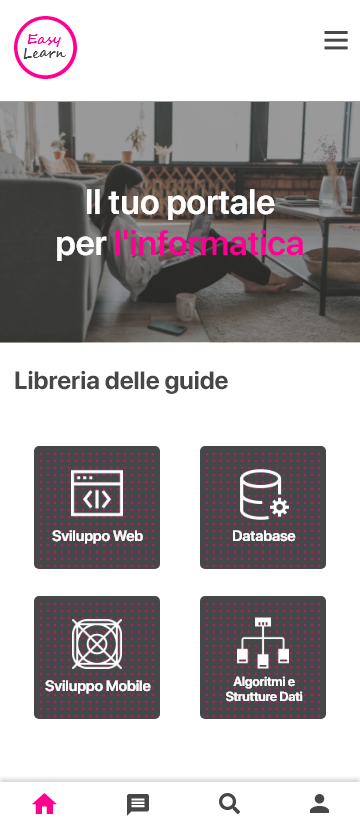 Easy
Learn
Il tuo portale
per l'informatica
Libreria delle guide
Sviluppo Web
Database
Sviluppo Mobile
Algoritmi e
Strutture Dati